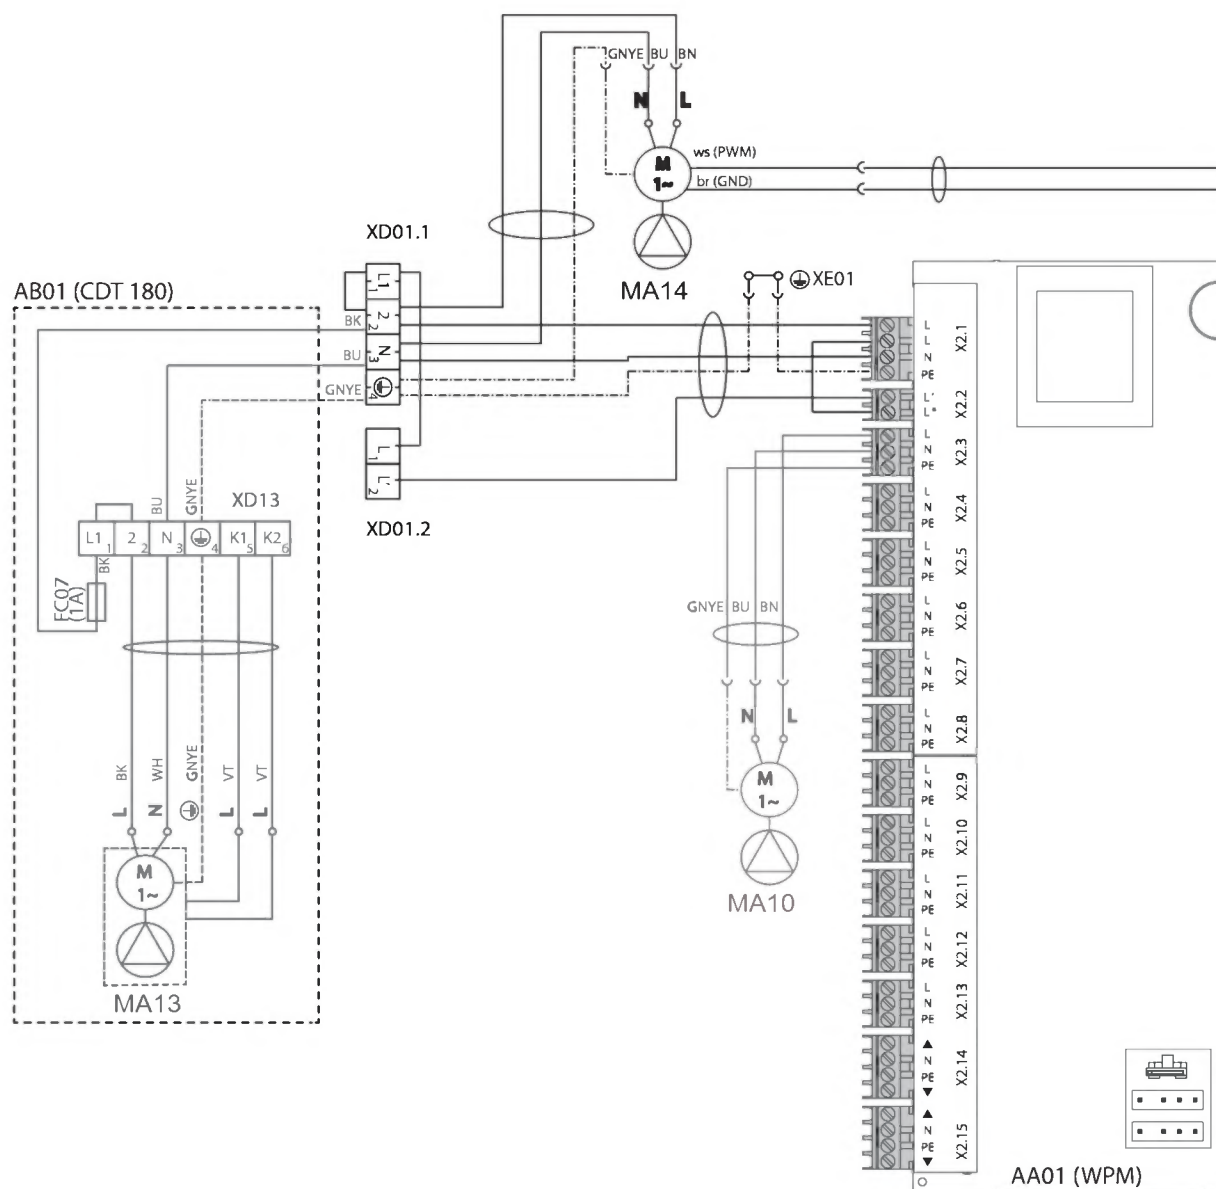 GNYE BU BN
N L
M
1~
ws (PWM)
br (GND)
MA14
XD01.1
L1 1
2 2
N 3
4
BK
BU
GNYE
L 1
L' 2
XD01.2
XE01
AB01 (CDT 180)
BU
GNYE
XD13
L1 1 2 2 N 3 4 K1 5 K2 6
BK
FC07
(1A)
BK
WH
GNYE
VT
VT
L N L L
M
1~
MA13
GNYE BU BN
N L
M
1~
MA10
L
L
N
PE
X2.1
L'
L*
X2.2
L
N
PE
X2.3
L
N
PE
X2.4
L
N
PE
X2.5
L
N
PE
X2.6
L
N
PE
X2.7
L
N
PE
X2.8
L
N
PE
X2.9
L
N
PE
X2.10
L
N
PE
X2.11
L
N
PE
X2.12
L
N
PE
X2.13
▲
N
PE
▼
X2.14
▲
N
PE
▼
X2.15
AA01 (WPM)